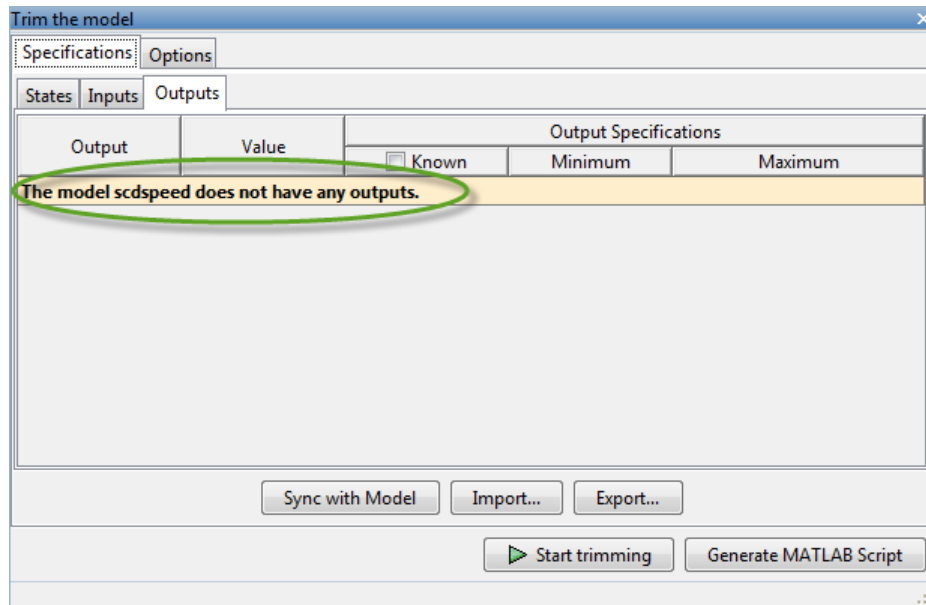 Trim the model
Specifications Options
States Inputs Outputs
Output Value Output Specifications
Known Minimum Maximum
The model scdspeed does not have any outputs.
Sync with Model Import... Export...
Start trimming Generate MATLAB Script